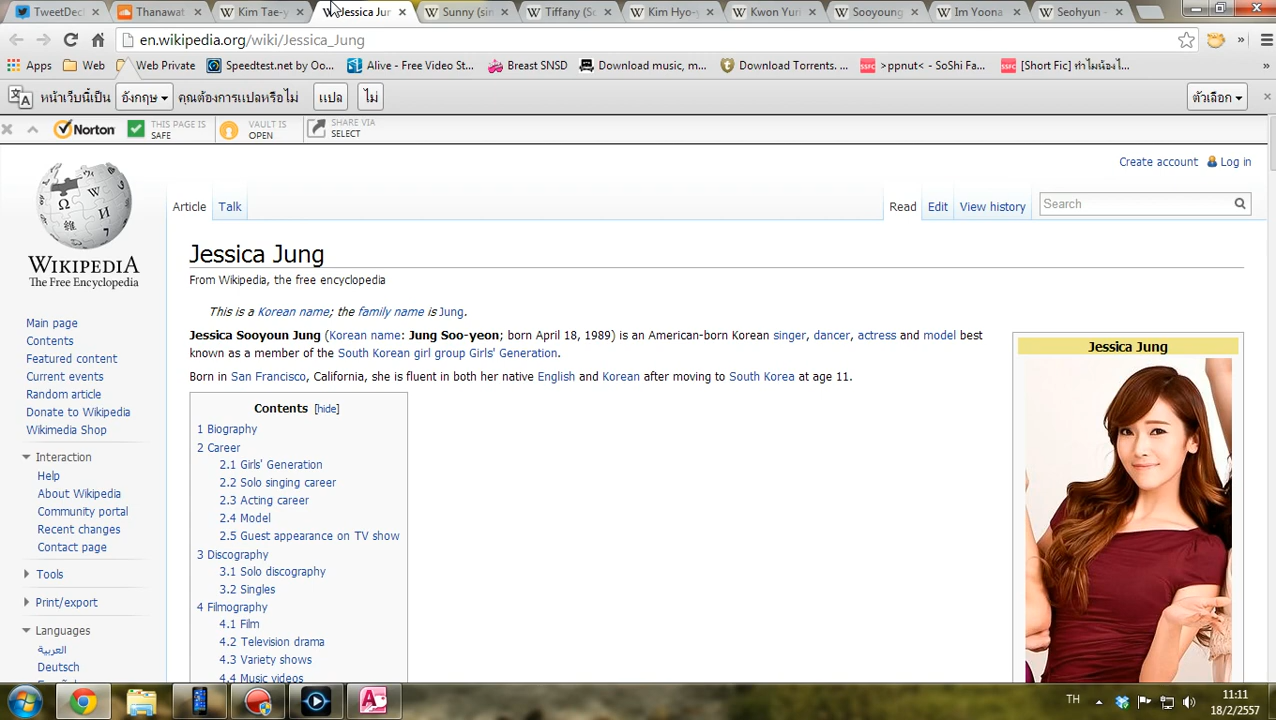 TweetDec
Thanawat
Kim Tae-y
Jessica Jur
Sunny (sin
Tiffany (So
Kim Hyo-y
Kwon Yuri
Sooyoung
Im Yoona
Seohyun -
en.wikipedia.org/wiki/Jessica_Jung
Apps
Web
Web Private
Speedtest.net by Oo...
Alive - Free Video St...
Breast SNSD
Download music, m...
Download Torrents. ...
>ppnut< - SoShi Fa...
[Short Fic] ทำไมน้องไ...
หน้าเว็บนี้เป็น อังกฤษ คุณต้องการแปลหรือไม่ แปล ไม่ ตัวเลือก
Norton
THIS PAGE IS
SAFE
VAULT IS
OPEN
SHARE VIA
SELECT
Create account Log in
Article Talk Read Edit View history Search
WIKIPEDIA
The Free Encyclopedia
Main page
Contents
Featured content
Current events
Random article
Donate to Wikipedia
Wikimedia Shop
Interaction
Help
About Wikipedia
Community portal
Recent changes
Contact page
Tools
Print/export
Languages
العربية
Deutsch
Jessica Jung
From Wikipedia, the free encyclopedia
This is a Korean name; the family name is Jung.
Jessica Sooyoun Jung (Korean name: Jung Soo-yeon; born April 18, 1989) is an American-born Korean singer, dancer, actress and model best
known as a member of the South Korean girl group Girls' Generation.
Born in San Francisco, California, she is fluent in both her native English and Korean after moving to South Korea at age 11.
Contents [hide]
1 Biography
2 Career
2.1 Girls' Generation
2.2 Solo singing career
2.3 Acting career
2.4 Model
2.5 Guest appearance on TV show
3 Discography
3.1 Solo discography
3.2 Singles
4 Filmography
4.1 Film
4.2 Television drama
4.3 Variety shows
4.4 Music videos
Jessica Jung
TH
11:11
18/2/2557